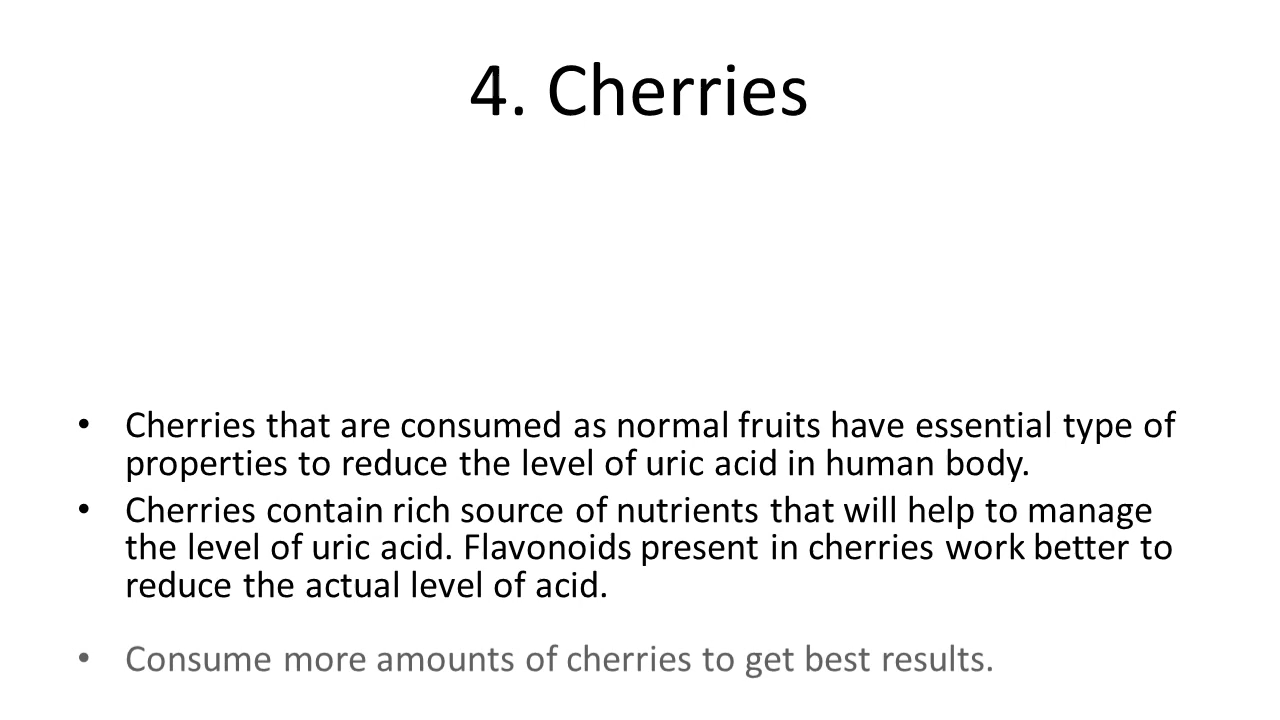 4. Cherries
• Cherries that are consumed as normal fruits have essential type of
properties to reduce the level of uric acid in human body.
• Cherries contain rich source of nutrients that will help to manage
the level of uric acid. Flavonoids present in cherries work better to
reduce the actual level of acid.
• Consume more amounts of cherries to get best results.